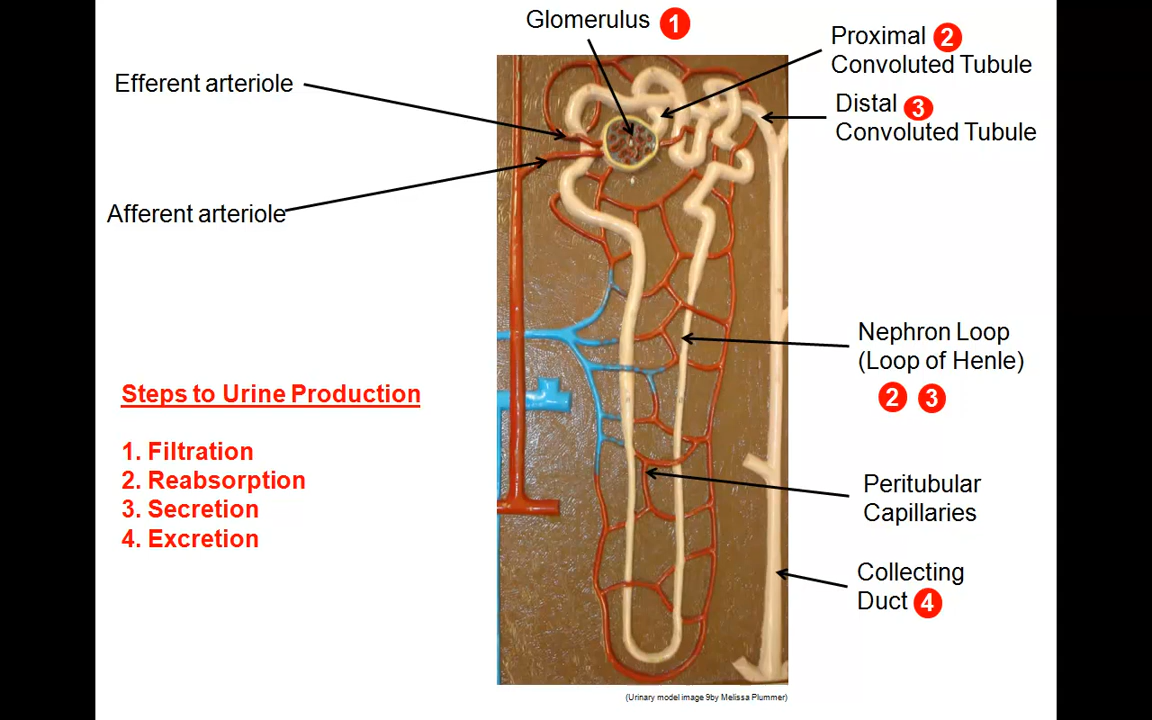 Glomerulus 1
Proximal 2
Convoluted Tubule
Efferent arteriole
Distal 3
Convoluted Tubule
Afferent arteriole
Nephron Loop
(Loop of Henle)
2 3
Steps to Urine Production
1. Filtration
2. Reabsorption
3. Secretion
4. Excretion
Peritubular
Capillaries
Collecting
Duct 4
(Urinary model image 9by Melissa Plummer)